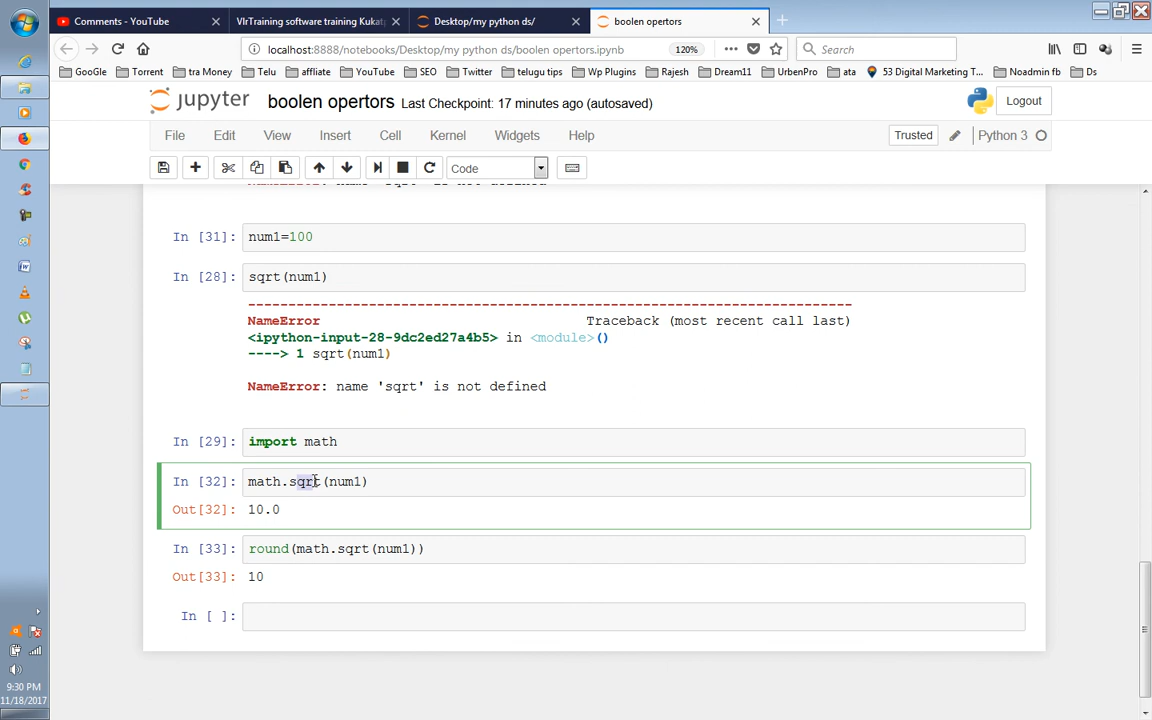 Comments - YouTube
VlrTraining software training Kukatp
Desktop/my python ds/
boolen opertors
localhost:8888/notebooks/Desktop/my python ds/boolen opertors.ipynb
120%
Search
GooGle
Torrent
tra Money
Telu
affliate
YouTube
SEO
Twitter
telugu tips
Wp Plugins
Rajesh
Dream11
UrbenPro
ata
53 Digital Marketing T...
Noadmin fb
Ds
jupyter boolen opertors Last Checkpoint: 17 minutes ago (autosaved)
Logout
File Edit View Insert Cell Kernel Widgets Help
Trusted
Python 3
Code
In [31]: num1=100
In [28]: sqrt(num1)
---------------------------------------------------------------------------
NameError Traceback (most recent call last)
<ipython-input-28-9dc2ed27a4b5> in <module>()
----> 1 sqrt(num1)
NameError: name 'sqrt' is not defined
In [29]: import math
In [32]: math.sqrt(num1)
Out[32]: 10.0
In [33]: round(math.sqrt(num1))
Out[33]: 10
In [ ]:
9:30 PM
11/18/2017